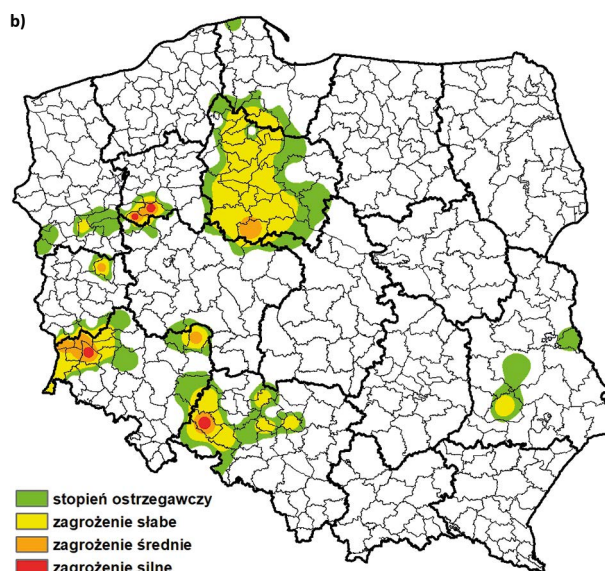 b)
stopień ostrzegawczy
zagrożenie słabe
zagrożenie średnie
zagrożenie silne